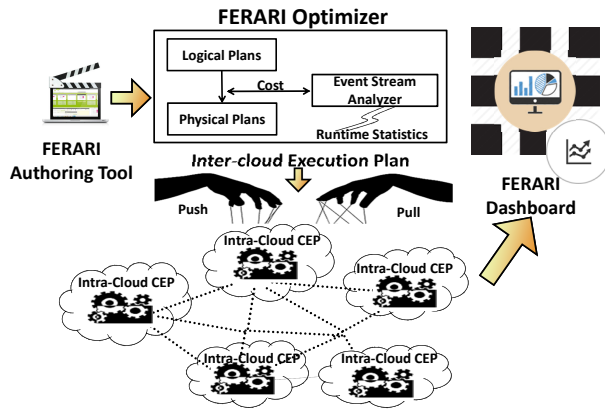 FERARI Optimizer
Logical Plans
Cost
Event Stream
Analyzer
Physical Plans
Runtime Statistics
FERARI
Authoring Tool
Inter-cloud Execution Plan
Push
Pull
FERARI
Dashboard
Intra-Cloud CEP
Intra-Cloud CEP
Intra-Cloud CEP
Intra-Cloud CEP
Intra-Cloud CEP